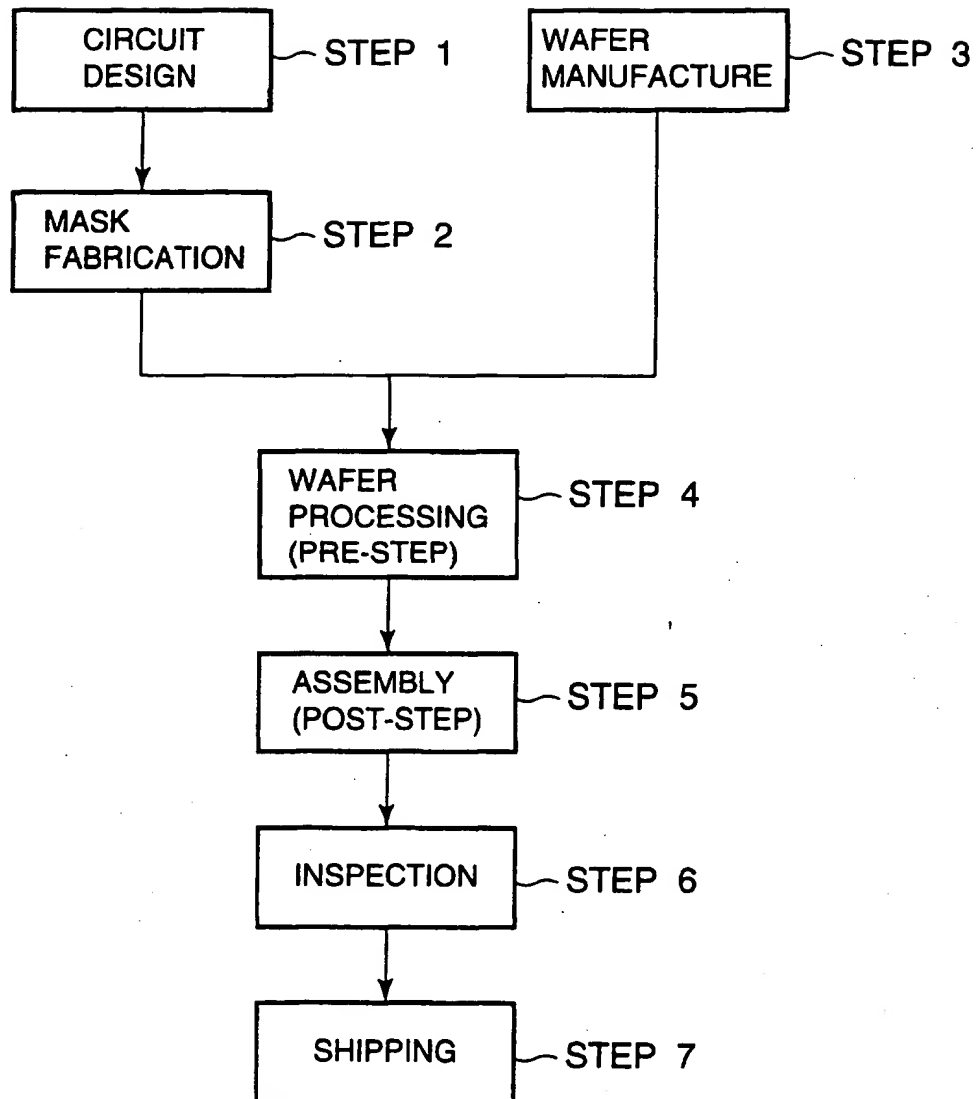 CIRCUIT
DESIGN
STEP 1
WAFER
MANUFACTURE
STEP 3
MASK
FABRICATION
STEP 2
WAFER
PROCESSING
(PRE-STEP)
STEP 4
ASSEMBLY
(POST-STEP)
STEP 5
INSPECTION
STEP 6
SHIPPING
STEP 7